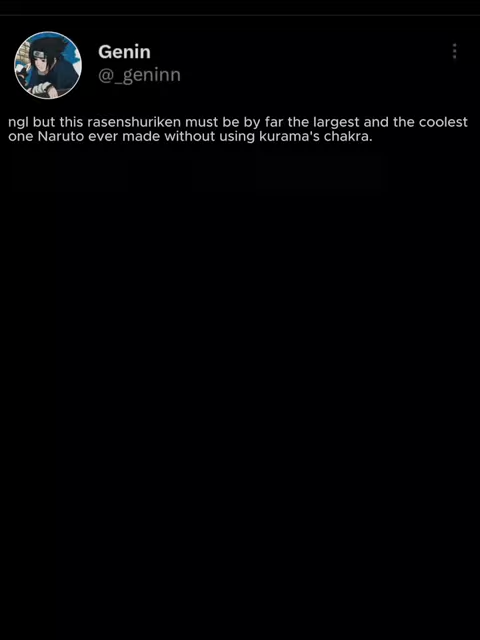 Genin
@_geninn
ngl but this rasenshuriken must be by far the largest and the coolest
one Naruto ever made without using kurama's chakra.